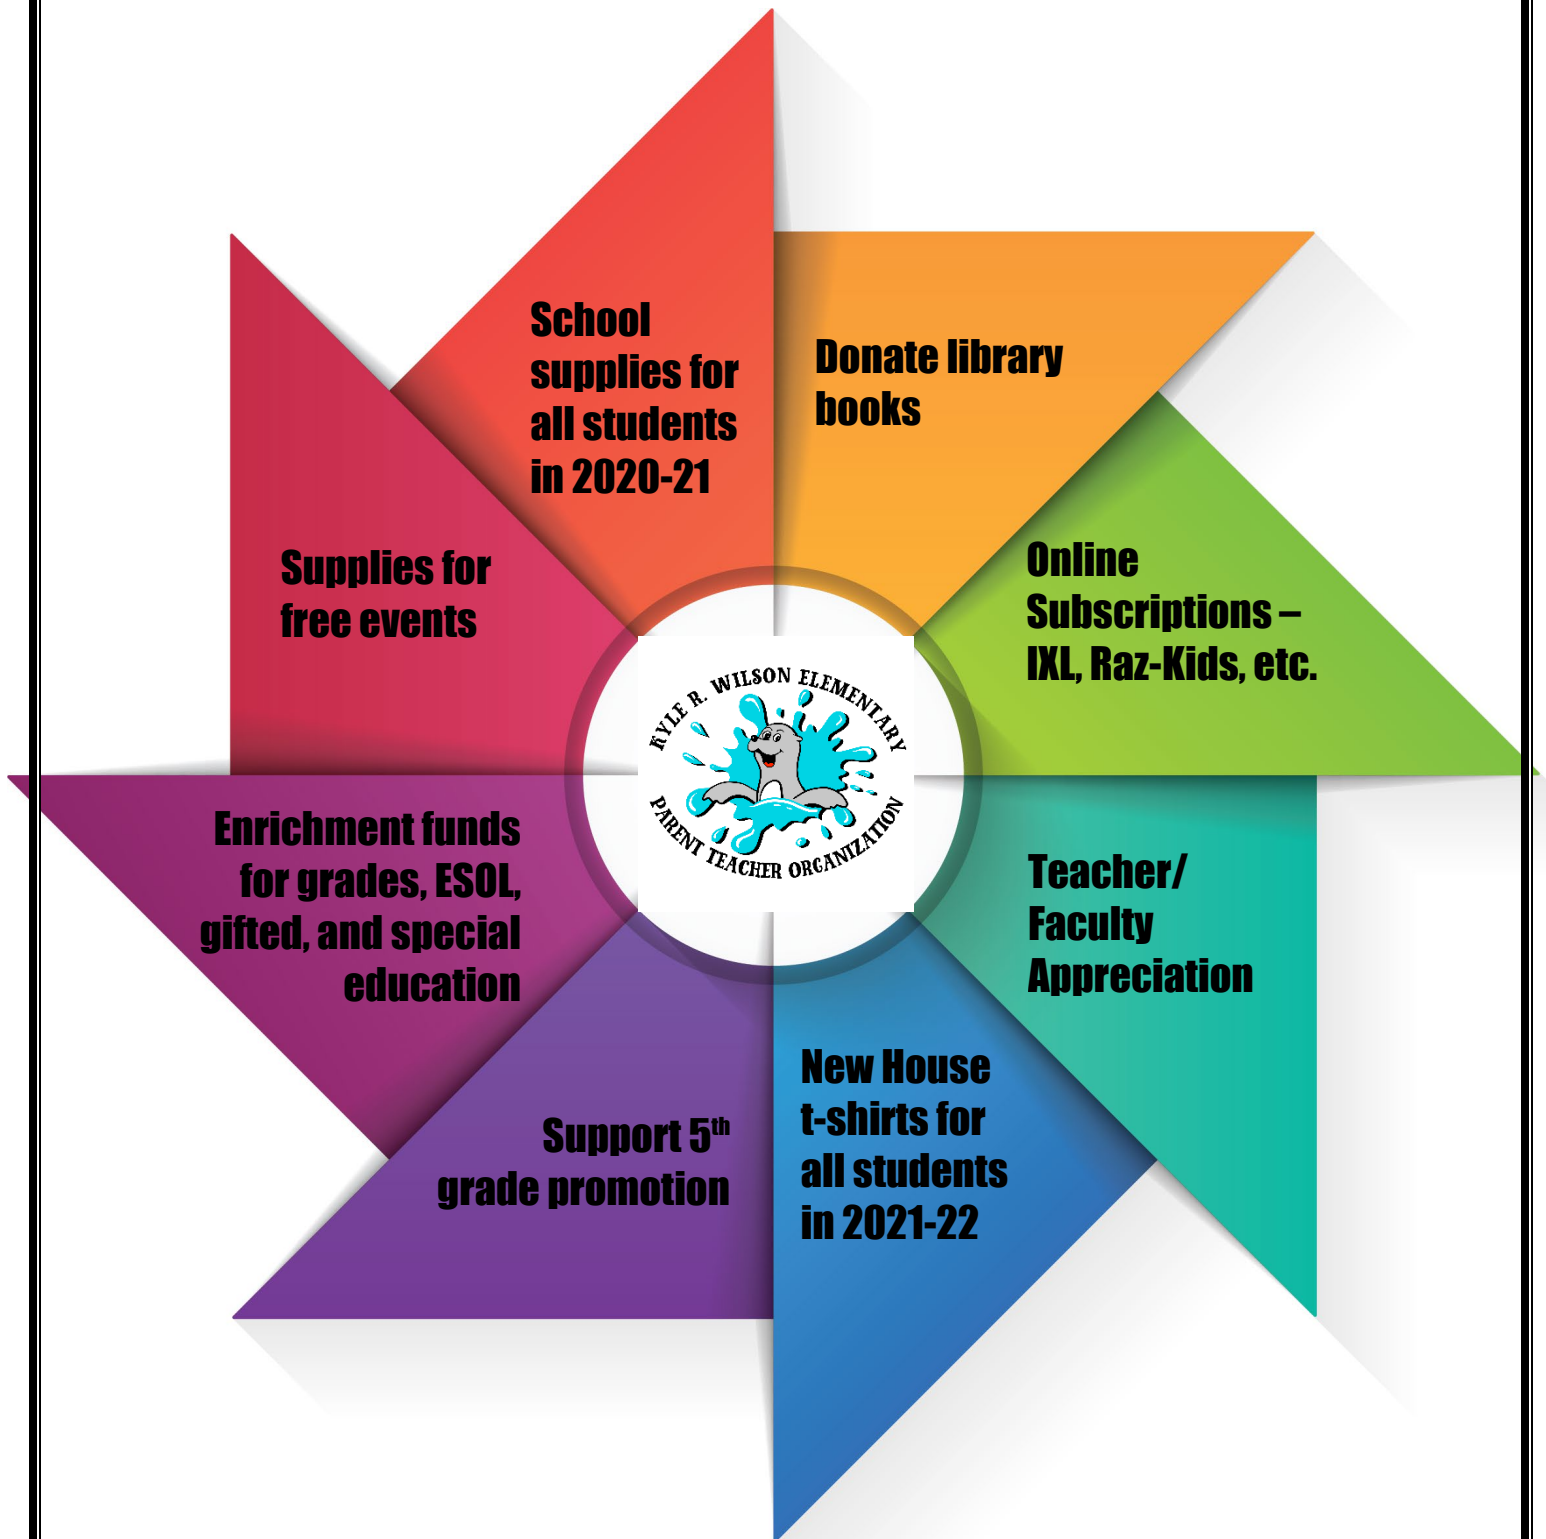 School
supplies for
all students
in 2020-21
Donate library
books
Online
Subscriptions –
IXL, Raz-Kids, etc.
Teacher/
Faculty
Appreciation
New House
t-shirts for
all students
in 2021-22
Support 5th
grade promotion
Enrichment funds
for grades, ESOL,
gifted, and special
education
Supplies for
free events
KYLE R. WILSON ELEMENTARY
PARENT TEACHER ORGANIZATION